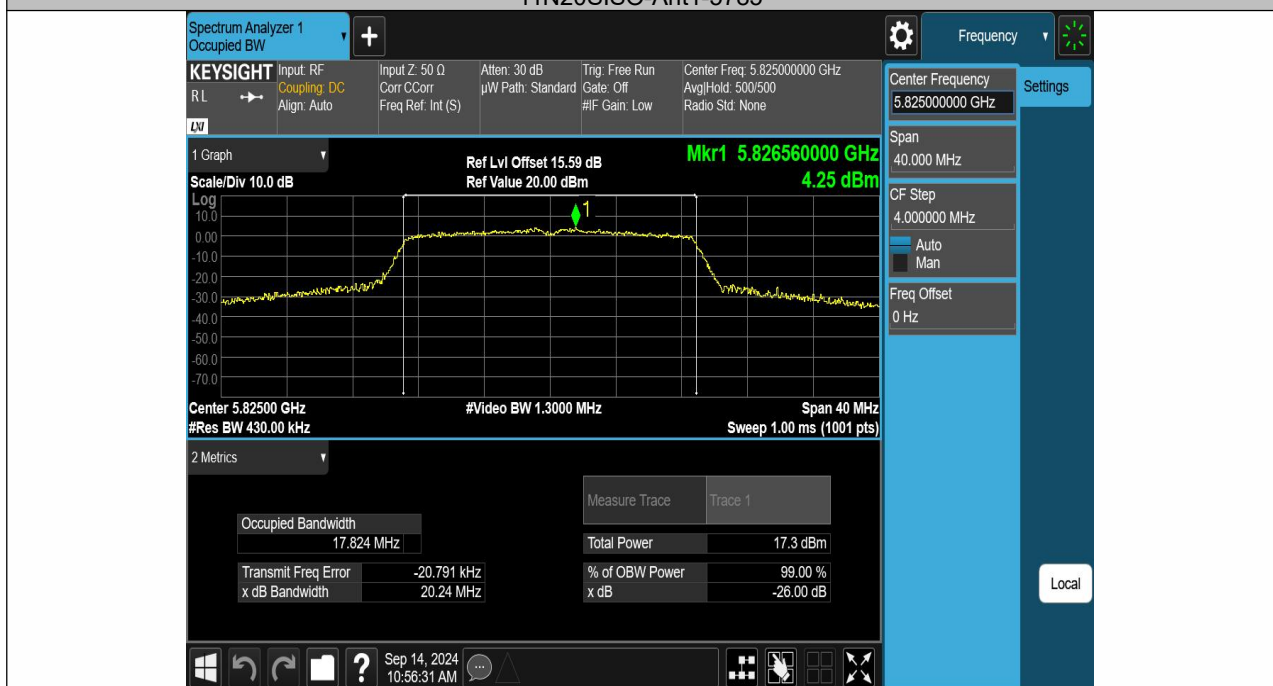 11N20SISO-Ant1-5785
Spectrum Analyzer 1
Occupied BW
+
Frequency
KEYSIGHT
RL
LXI
Input: RF
Coupling: DC
Align: Auto
Input Z: 50 Ω
Corr CCorr
Freq Ref: Int (S)
Atten: 30 dB
µW Path: Standard
Trig: Free Run
Gate: Off
#IF Gain: Low
Center Freq: 5.825000000 GHz
Avg|Hold: 500/500
Radio Std: None
Center Frequency
5.825000000 GHz
Settings
Span
40.000 MHz
CF Step
4.000000 MHz
Auto
Man
Freq Offset
0 Hz
Local
1 Graph
Scale/Div 10.0 dB
Ref Lvl Offset 15.59 dB
Ref Value 20.00 dBm
Mkr1 5.826560000 GHz
4.25 dBm
Log
10.0
0.00
-10.0
-20.0
-30.0
-40.0
-50.0
-60.0
-70.0
1
Center 5.82500 GHz
#Video BW 1.3000 MHz
Span 40 MHz
#Res BW 430.00 kHz
Sweep 1.00 ms (1001 pts)
2 Metrics
Measure Trace Trace 1
Occupied Bandwidth
17.824 MHz
Total Power 17.3 dBm
Transmit Freq Error -20.791 kHz
% of OBW Power 99.00 %
x dB Bandwidth 20.24 MHz
x dB -26.00 dB
?
Sep 14, 2024
10:56:31 AM